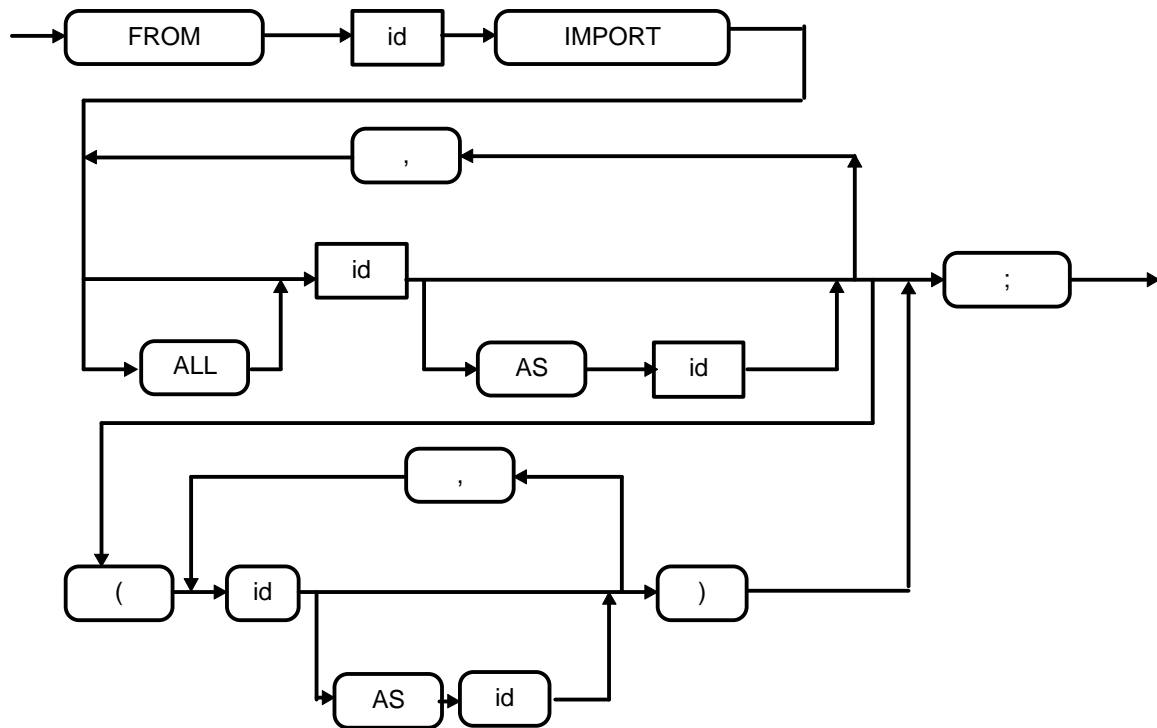 FROM id IMPORT
,
id ;
ALL AS id
,
( id )
AS id